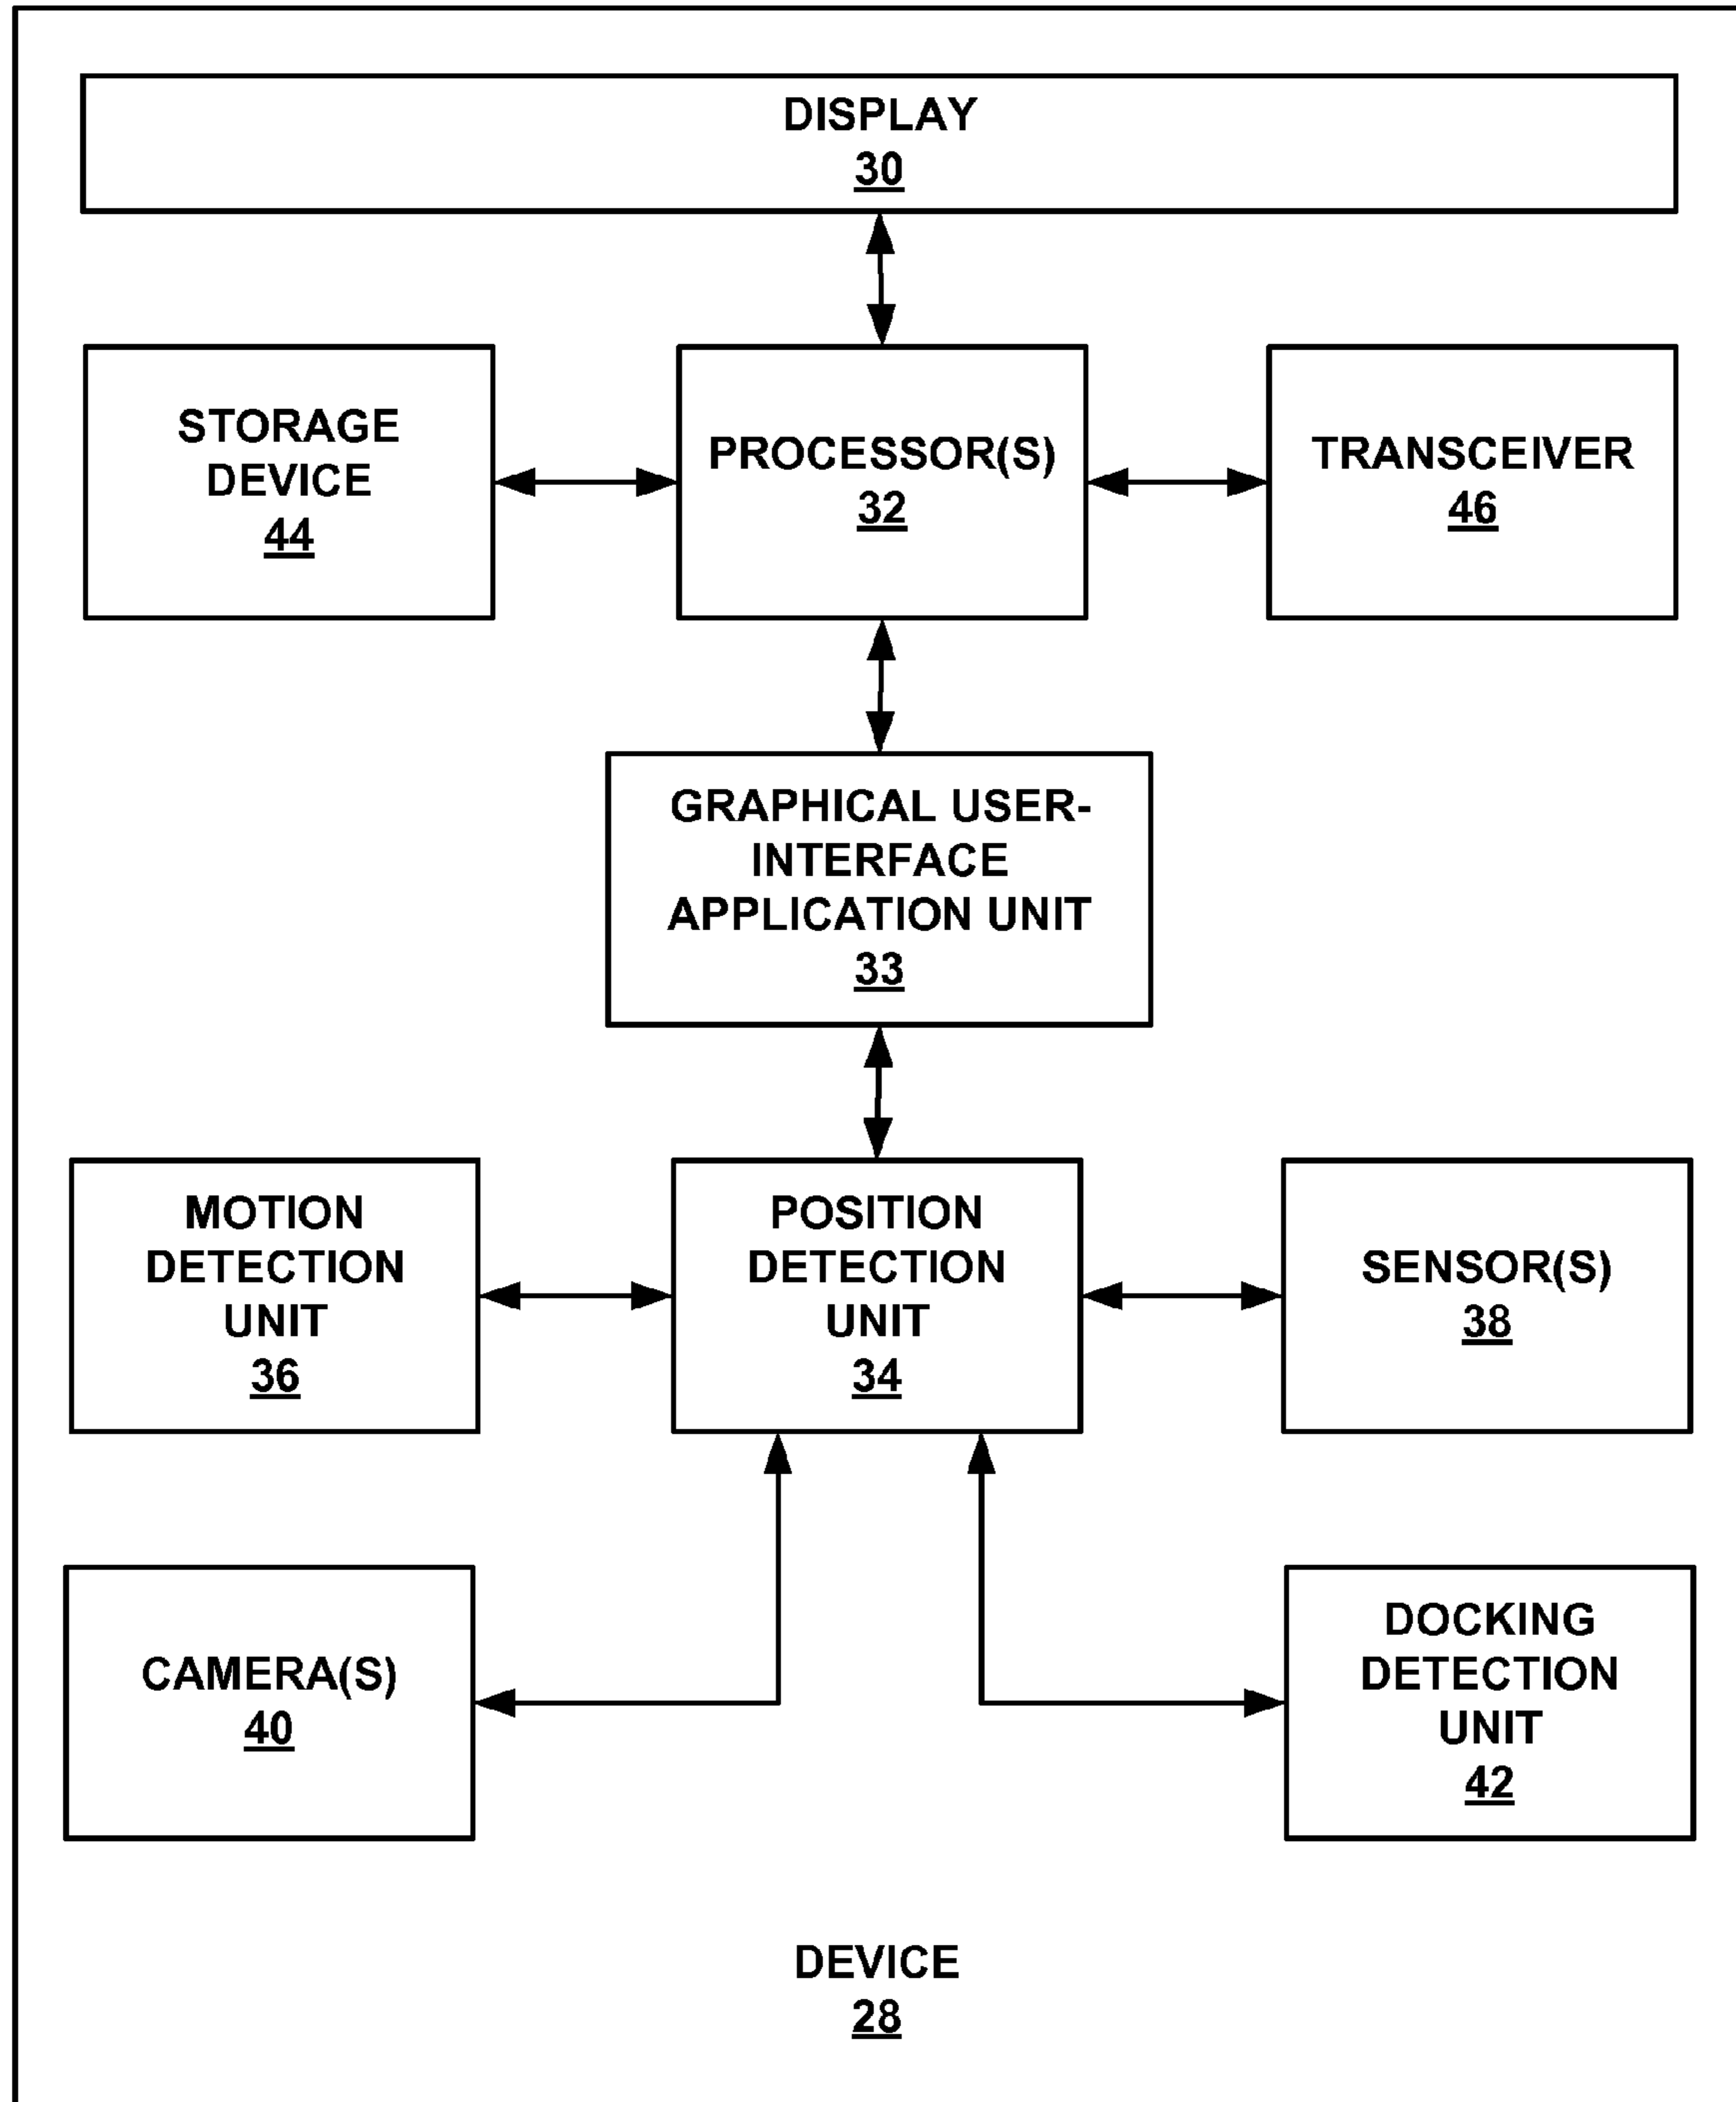 DISPLAY
30
STORAGE
DEVICE
44
PROCESSOR(S)
32
TRANSCEIVER
46
GRAPHICAL USER-
INTERFACE
APPLICATION UNIT
33
MOTION
DETECTION
UNIT
36
POSITION
DETECTION
UNIT
34
SENSOR(S)
38
CAMERA(S)
40
DOCKING
DETECTION
UNIT
42
DEVICE
28